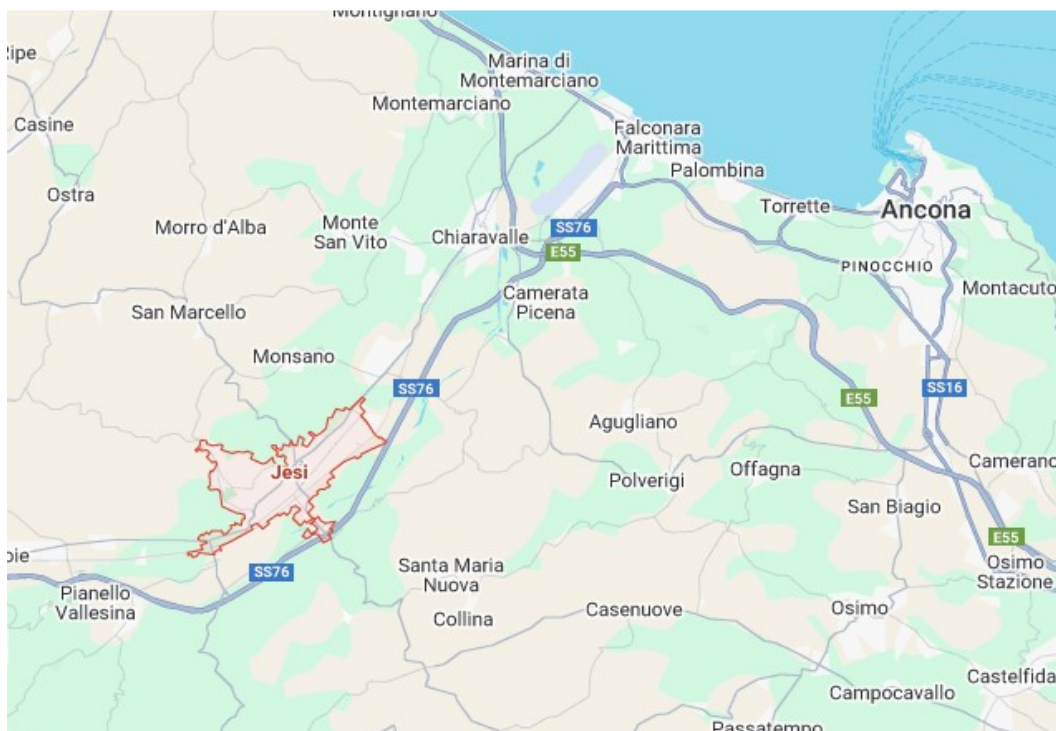 Montignano
Ripe
Marina di
Montemarciano
Casine
Montemarciano
Falconara
Marittima
Palombina
Ostra
Torrette
Ancona
Morro d'Alba
Monte
San Vito
Chiaravalle
SS76
E55
PINOCCHIO
Camerata
Picena
Montacuto
San Marcello
Monsano
SS76
SS16
E55
Agugliano
Jesi
Polverigi
Offagna
Camerano
San Biagio
E55
oie
SS76
Santa Maria
Nuova
Osimo
Stazione
Pianello
Vallesina
Collina
Casenuove
Osimo
Castelfida
Campocavallo
Passatempo